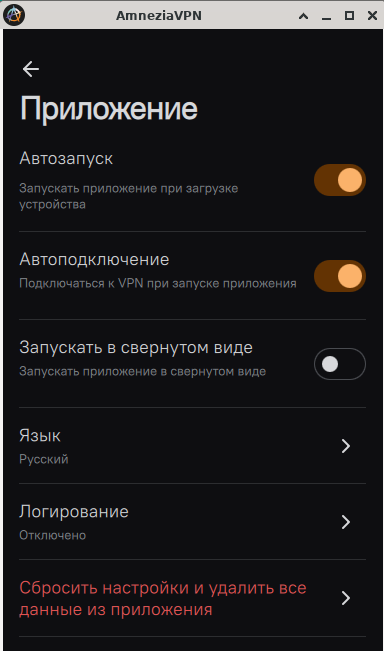 AmneziaVPN
Приложение
Автозапуск
Запускать приложение при загрузке
устройства
Автоподключение
Подключаться к VPN при запуске приложения
Запускать в свернутом виде
Запускать приложение в свернутом виде
Язык
Русский
Логирование
Отключено
Сбросить настройки и удалить все
данные из приложения